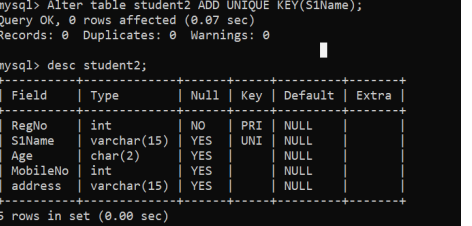 mysql> Alter table student2 ADD UNIQUE KEY(S1Name);
Query OK, 0 rows affected (0.07 sec)
Records: 0  Duplicates: 0  Warnings: 0
mysql> desc student2;
+----------+-------------+------+-----+---------+-------+
| Field    | Type        | Null | Key | Default | Extra |
+----------+-------------+------+-----+---------+-------+
| RegNo    | int         | NO   | PRI | NULL    |       |
| S1Name   | varchar(15) | YES  | UNI | NULL    |       |
| Age      | char(2)     | YES  |     | NULL    |       |
| MobileNo | int         | YES  |     | NULL    |       |
| address  | varchar(15) | YES  |     | NULL    |       |
+----------+-------------+------+-----+---------+-------+
5 rows in set (0.00 sec)